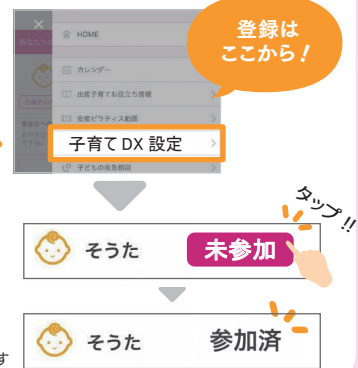 登録は
ここから!
HOME
カレンダー
出産子育てお役立ち情報
安産ピラティス動画
子育てDX 設定
子どもの救急相談
タップ!!
そうた
未参加
そうた
参加済
す